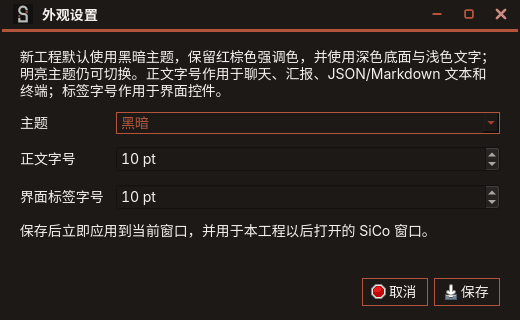 外观设置
新工程默认使用黑暗主题，保留红棕色强调色，并使用深色底面与浅色文字；
明亮主题仍可切换。正文字号作用于聊天、汇报、JSON/Markdown 文本和
终端；标签字号作用于界面控件。
主题 黑暗
正文字号 10 pt
界面标签字号 10 pt
保存后立即应用到当前窗口，并用于本工程以后打开的 SiCo 窗口。
取消 保存